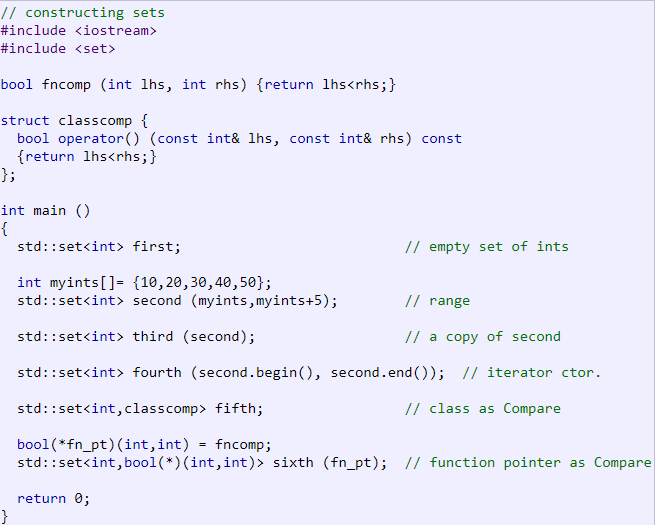 // constructing sets
#include <iostream>
#include <set>

bool fncomp (int lhs, int rhs) {return lhs<rhs;}

struct classcomp {
  bool operator() (const int& lhs, const int& rhs) const
  {return lhs<rhs;}
};

int main ()
{
  std::set<int> first;                           // empty set of ints

  int myints[]= {10,20,30,40,50};
  std::set<int> second (myints,myints+5);        // range

  std::set<int> third (second);                  // a copy of second

  std::set<int> fourth (second.begin(), second.end());  // iterator ctor.

  std::set<int,classcomp> fifth;                 // class as Compare

  bool(*fn_pt)(int,int) = fncomp;
  std::set<int,bool(*)(int,int)> sixth (fn_pt);  // function pointer as Compare

  return 0;
}